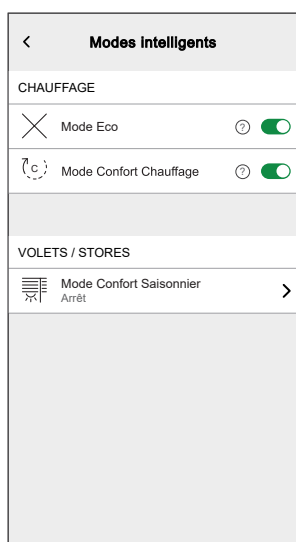 Modes intelligents
CHAUFFAGE
Mode Eco ?
C Mode Confort Chauffage ?
VOLETS / STORES
Mode Confort Saisonnier
Arrêt